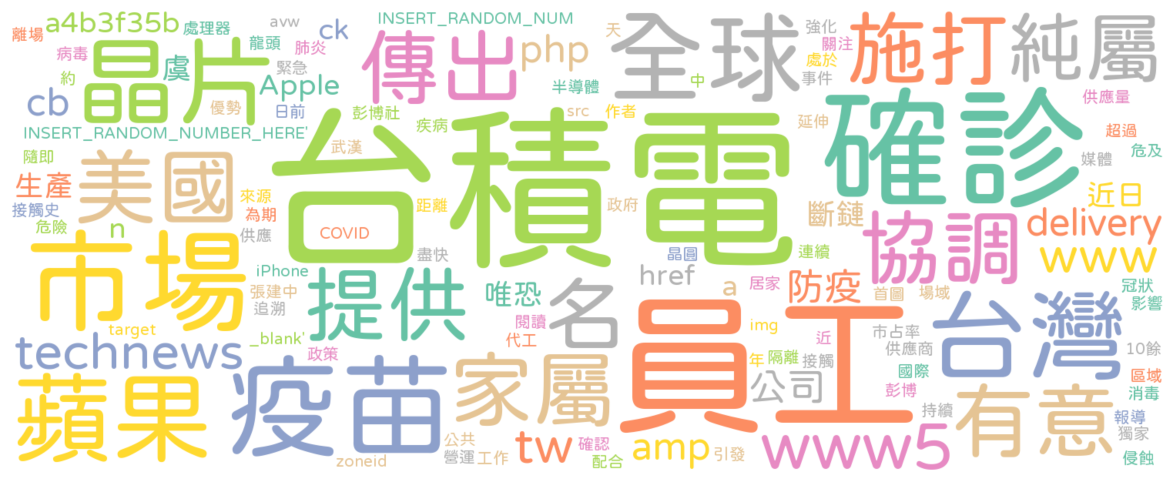 離場
a4b3f35b
處理器
avw
ck
INSERT_RANDOM_NUM
天
強化
關注
施打
純屬
病毒
晶片
虞
龍頭
肺炎
傳出
php
全球
處於
約
緊急
Apple
半導體
中
事件
cb
優勢
日前
彭博社
src
作者
供應量
INSERT_RANDOM_NUMBER_HERE'
疾病
延伸
確診
超過
隨即
武漢
台積電
媒體
危及
生產
美國
來源
距離
政府
近日
接觸史
為期
斷鏈
危險
n
供應
COVID
盡快
晶圓
連續
協調
delivery
市場
iPhone
提供
href
a
居家
防疫
www
張建中
唯恐
名
首圖
場域
冠狀
追溯
閱讀
員工
台灣
影響
target
_blank'
代工
img
近
市占率
technews
政策
年
隔離
接觸
供應商
10餘
蘋果
疫苗
家屬
公司
國際
區域
彭博
有意
消毒
持續
報導
公共
tw
確認
amp
www5
獨家
zoneid
營運
工作
配合
引發
侵蝕